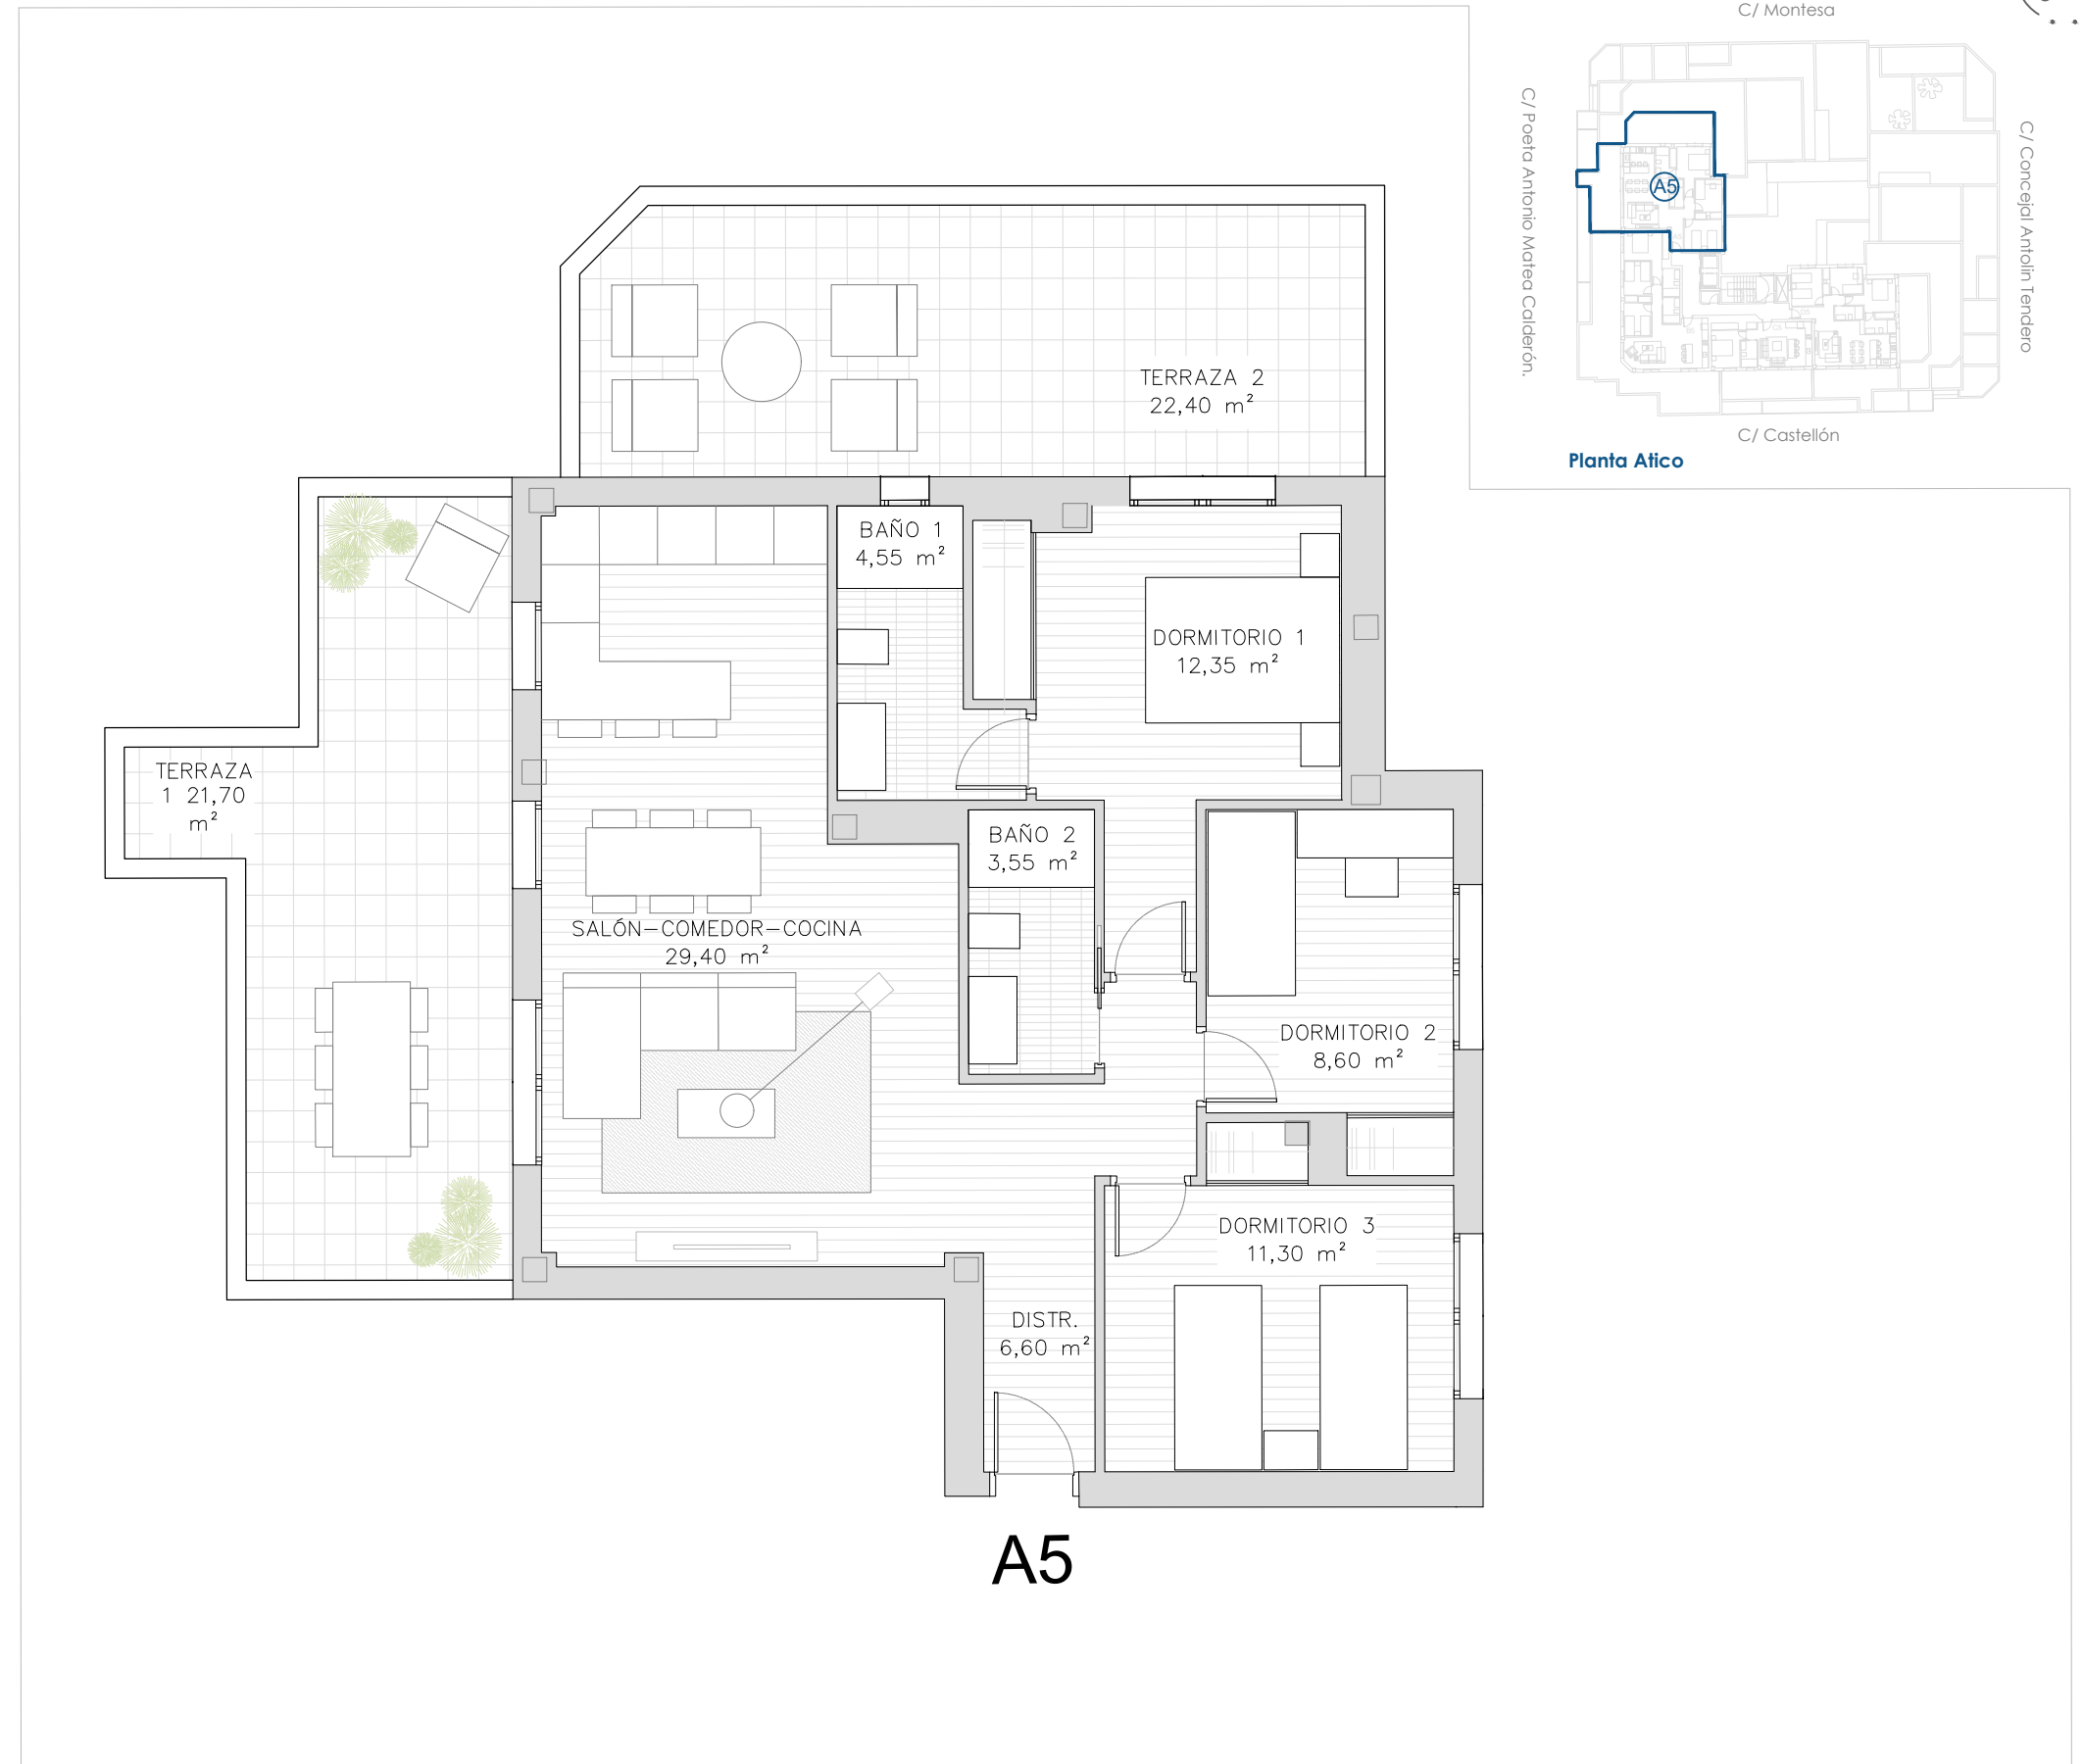 C/ Montesa
C/ Poeta Antonio Matea Calderón.
C/ Concejal Antolin Tendero
A5
C/ Castellón
Planta Atico
TERRAZA 2
22,40 m²
BAÑO 1
4,55 m²
DORMITORIO 1
12,35 m²
TERRAZA
1 21,70
m²
BAÑO 2
3,55 m²
SALÓN-COMEDOR-COCINA
29,40 m²
DORMITORIO 2
8,60 m²
DORMITORIO 3
11,30 m²
DISTR.
6,60 m²
A5